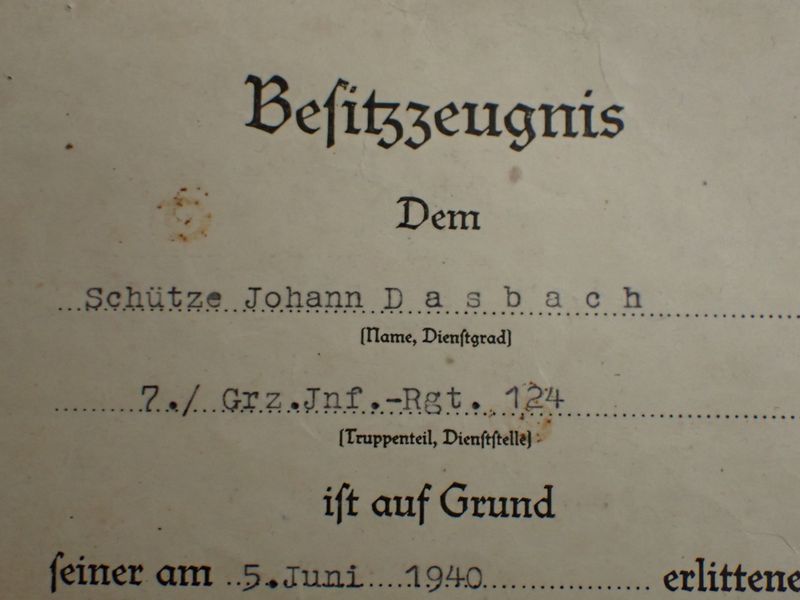 Besitzzeugnis
Dem
Schütze Johann D a s b a c h
(Name, Dienstgrad)
7./ Grz.Jnf.-Rgt. 124
(Truppenteil, Dienststelle)
ist auf Grund
seiner am 5.Juni 1940 erlittene